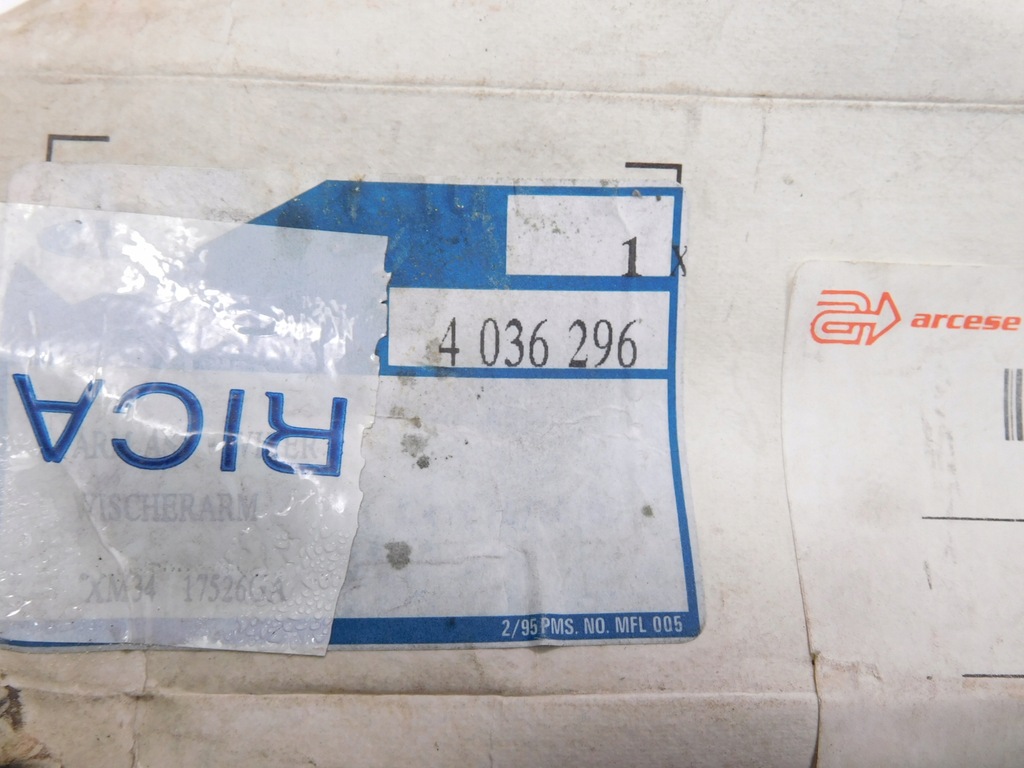 1 x
4 036 296
arcese
RICA
WISCHERARM
XM34 17526GA
2/95 PMS. NO. MFL 005